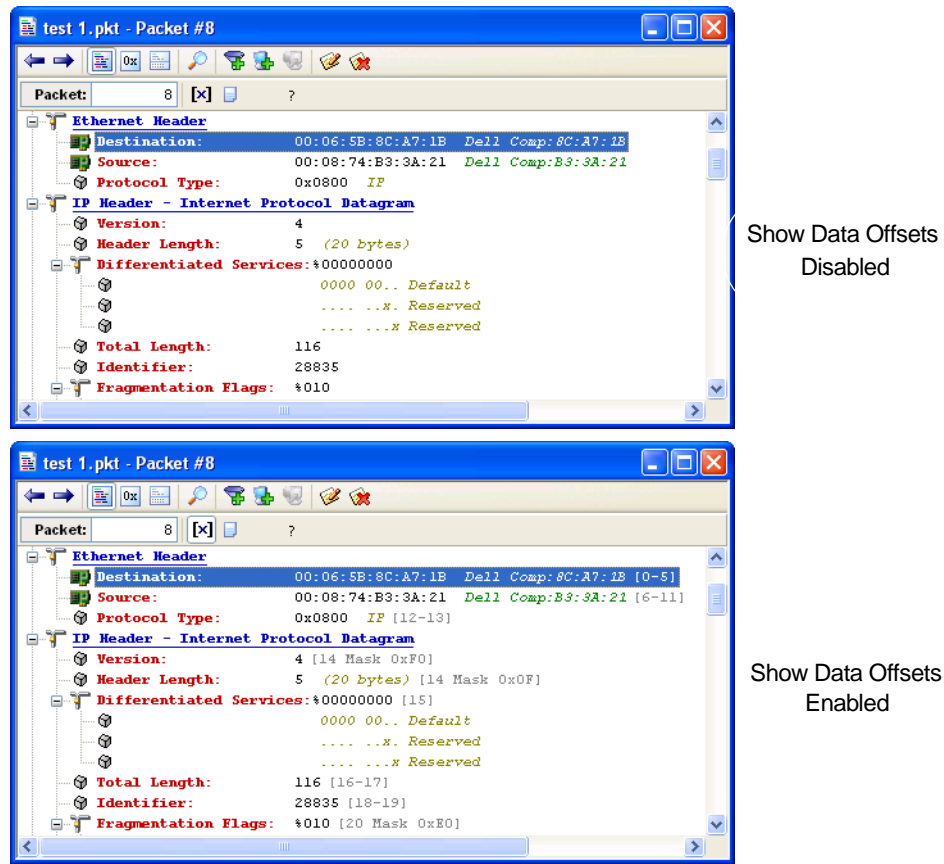 test 1.pkt - Packet #8
0x
Packet: 8 [x] ?
Ethernet Header
Destination: 00:06:5B:8C:A7:1B Dell Comp:8C:A7:1B
Source: 00:08:74:B3:3A:21 Dell Comp:B3:3A:21
Protocol Type: 0x0800 IP
IP Header - Internet Protocol Datagram
Version: 4
Header Length: 5 (20 bytes)
Differentiated Services:%00000000
0000 00.. Default
.... ..x. Reserved
.... ...x Reserved
Total Length: 116
Identifier: 28835
Fragmentation Flags: %010
Show Data Offsets
Disabled
test 1.pkt - Packet #8
0x
Packet: 8 [x] ?
Ethernet Header
Destination: 00:06:5B:8C:A7:1B Dell Comp:8C:A7:1B [0-5]
Source: 00:08:74:B3:3A:21 Dell Comp:B3:3A:21 [6-11]
Protocol Type: 0x0800 IP [12-13]
IP Header - Internet Protocol Datagram
Version: 4 [14 Mask 0xF0]
Header Length: 5 (20 bytes) [14 Mask 0x0F]
Differentiated Services:%00000000 [15]
0000 00.. Default
.... ..x. Reserved
.... ...x Reserved
Total Length: 116 [16-17]
Identifier: 28835 [18-19]
Fragmentation Flags: %010 [20 Mask 0xE0]
Show Data Offsets
Enabled